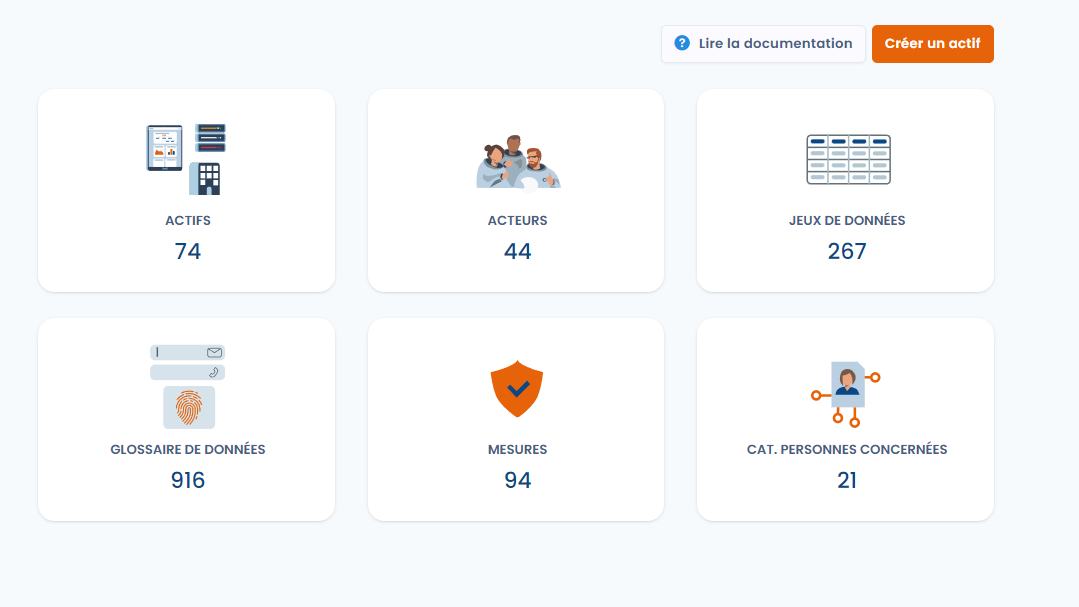 Lire la documentation
Créer un actif
ACTIFS
74
ACTEURS
44
JEUX DE DONNÉES
267
GLOSSAIRE DE DONNÉES
916
MESURES
94
CAT. PERSONNES CONCERNÉES
21